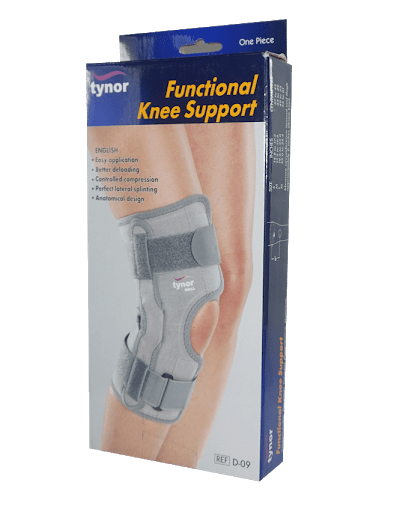 One Piece
tynor
Functional
Knee Support
ENGLISH :
• Easy application
• Better deloading
• Controlled compression
• Perfect lateral splinting
• Anatomical design
tynor
REF D-09
tynor Functional Knee Support